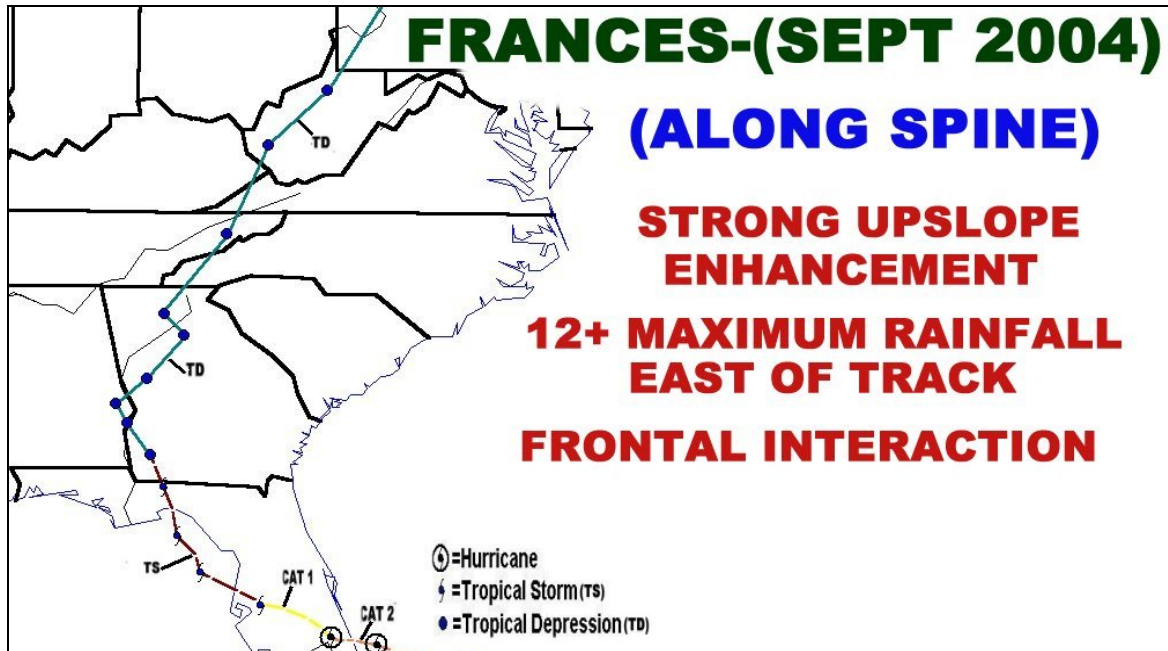 FRANCES-(SEPT 2004)
(ALONG SPINE)
STRONG UPSLOPE
ENHANCEMENT
12+ MAXIMUM RAINFALL
EAST OF TRACK
FRONTAL INTERACTION
TD
TD
TS
CAT 1
CAT 2
=Hurricane
=Tropical Storm(TS)
=Tropical Depression(TD)